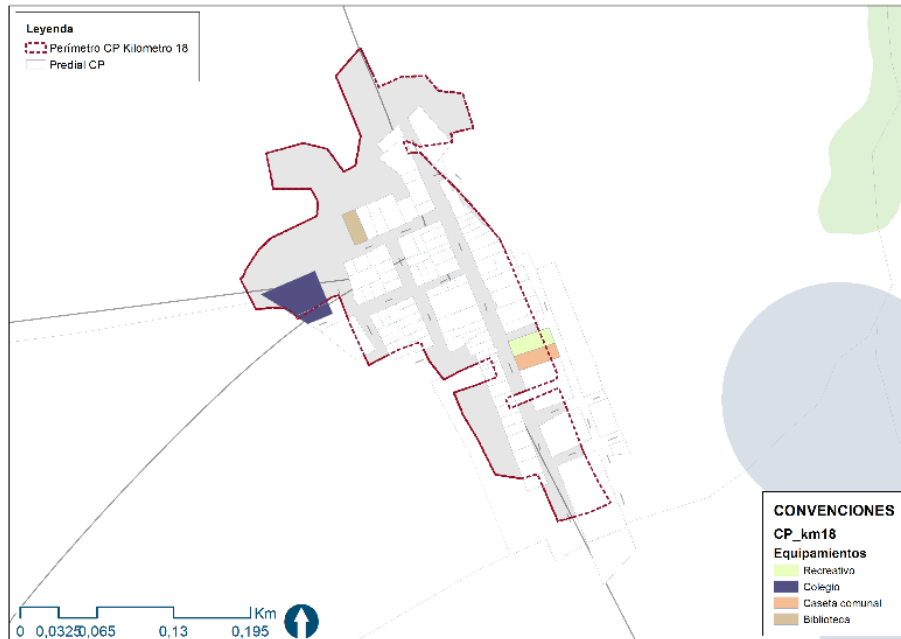 Leyenda
Perímetro CP Kilometro 18
Predial CP
CONVENCIONES
CP_km18
Equipamientos
Recreativo
Colegio
Caseta comunal
Biblioteca
Km
0 0,0325 0,065 0,13 0,195